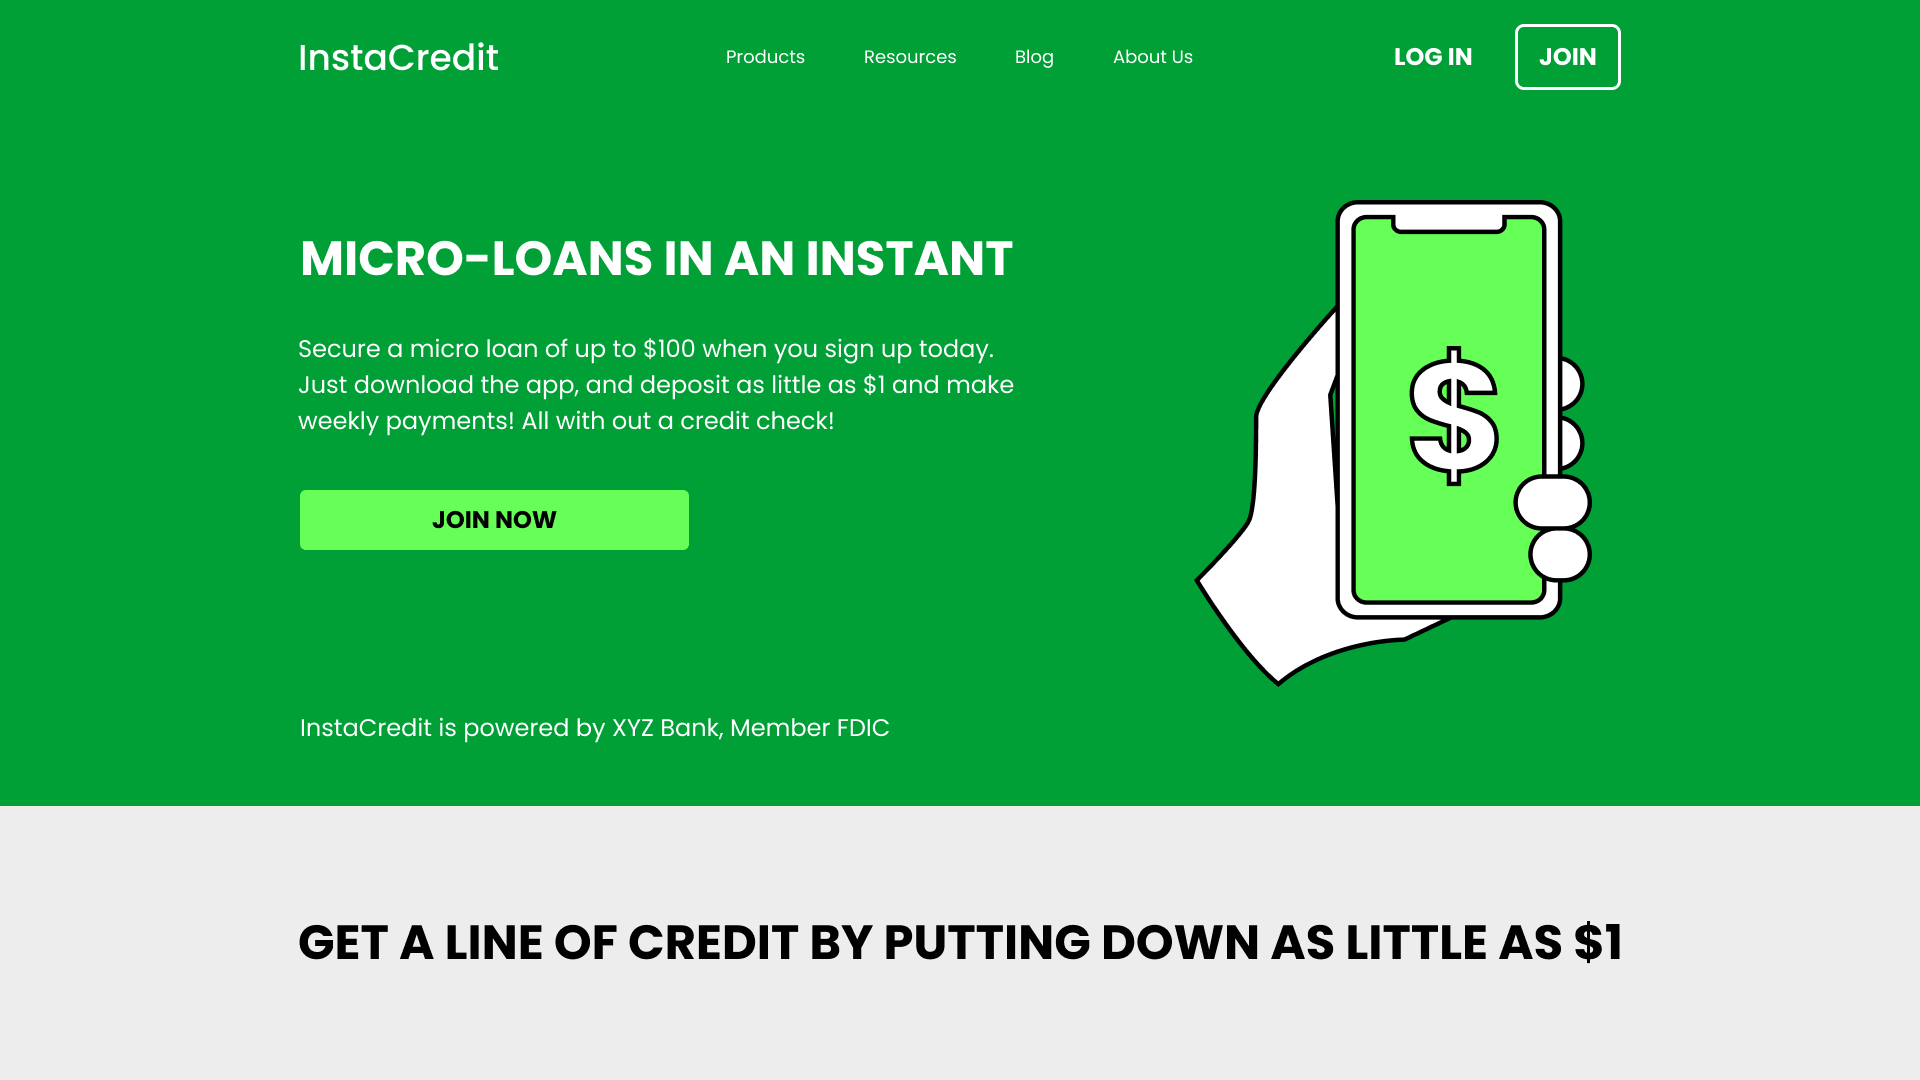 InstaCredit
Products Resources Blog About Us
LOG IN JOIN
MICRO-LOANS IN AN INSTANT
Secure a micro loan of up to $100 when you sign up today.
Just download the app, and deposit as little as $1 and make
weekly payments! All with out a credit check!
$
JOIN NOW
InstaCredit is powered by XYZ Bank, Member FDIC
GET A LINE OF CREDIT BY PUTTING DOWN AS LITTLE AS $1